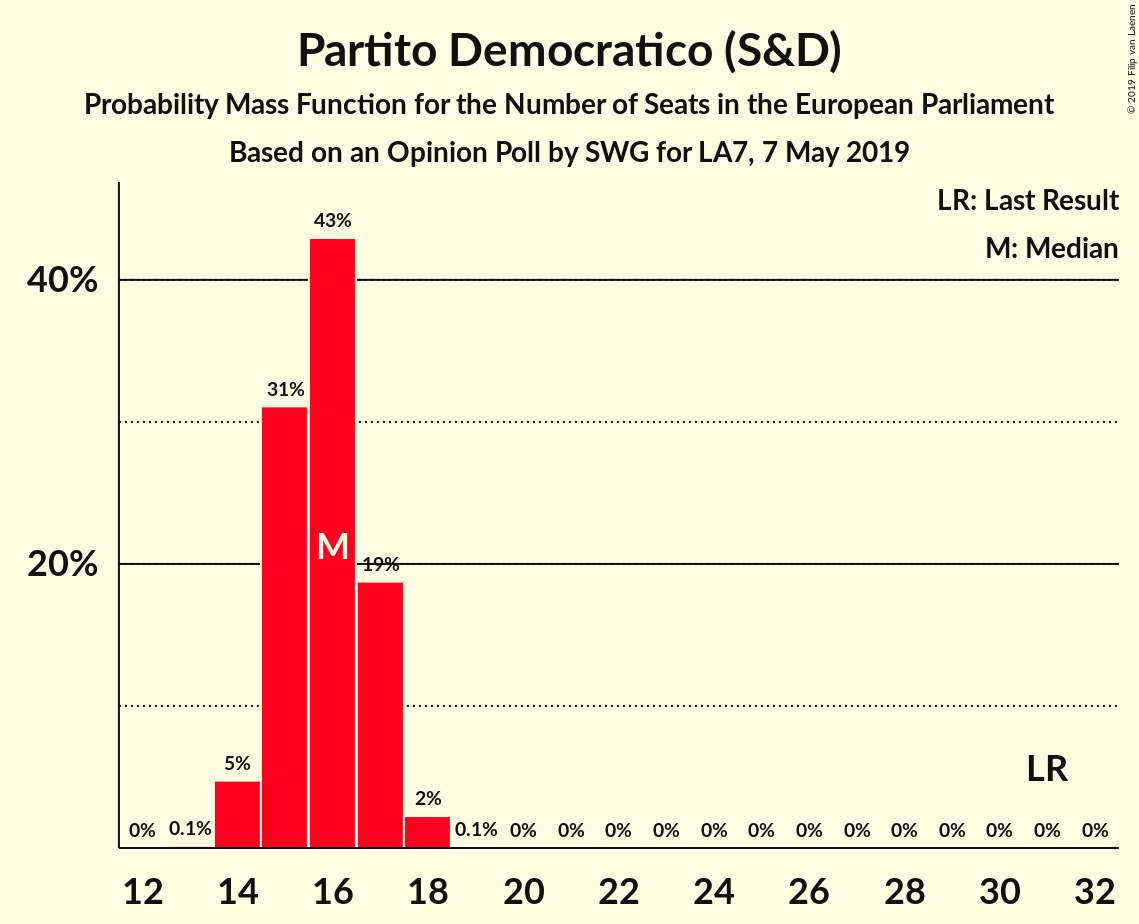 Partito Democratico (S&D)
Probability Mass Function for the Number of Seats in the European Parliament
Based on an Opinion Poll by SWG for LA7, 7 May 2019
© 2019 Filip van Laenen
LR: Last Result
M: Median
40%
20%
0% 0.1% 5% 31% 43% 19% 2% 0.1% 0% 0% 0% 0% 0% 0% 0% 0% 0% 0% 0% 0% 0%
M
LR
12 14 16 18 20 22 24 26 28 30 32